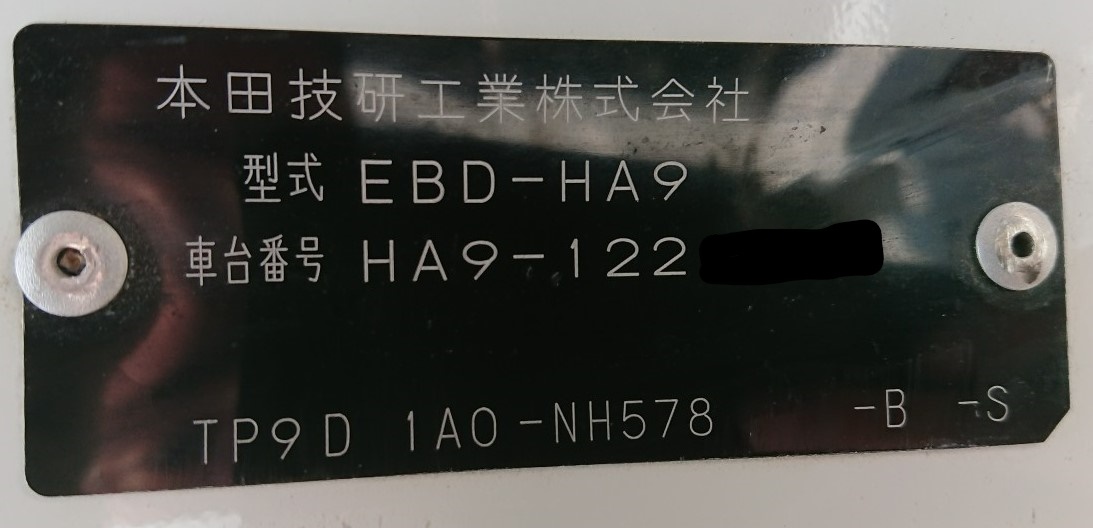 本田技研工業株式会社
型式 EBD-HA9
車台番号 HA9-122
TP9D 1A0-NH578 -B -S